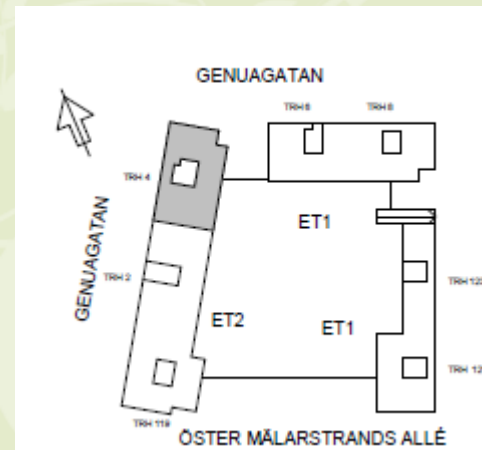 GENUAGATAN
TRH 6 TRH 8
TRH 4
GENUAGATAN
ET1
TRH 2
TRH 123
ET2
ET1
TRH 119
ÖSTER MÄLARSTRANDS ALLÉ